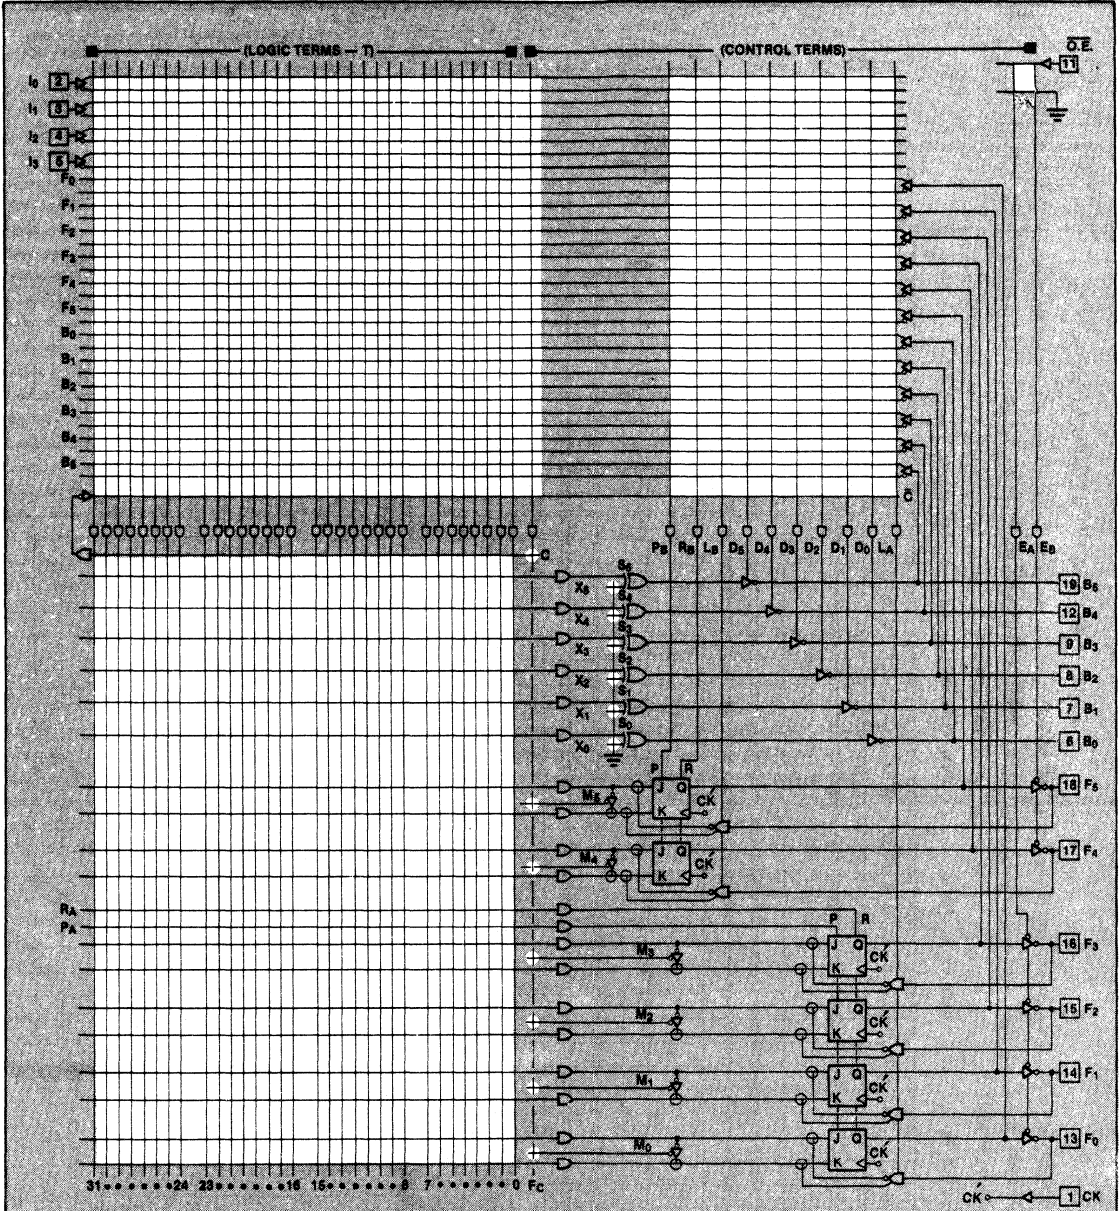 (LOGIC TERMS — T) (CONTROL TERMS) O.E.
11
I0 2
I1 3
I2 4
I3 5
F0
F1
F2
F3
F4
F5
B0
B1
B2
B3
B4
B5
C
PB RB LB D5 D4 D3 D2 D1 D0 LA EA EB
C
S5
X5 19 B5
S4
X4 12 B4
S3
X3 9 B3
S2
X2 8 B2
S1
X1 7 B1
S0
X0 6 B0
P R
M5 J Q CK' 18 F5
K
M4 J Q CK' 17 F4
K
RA
PA P R
M3 J Q CK' 16 F3
K
M2 J Q CK' 15 F2
K
M1 J Q CK' 14 F1
K
M0 J Q CK' 13 F0
K
31 24 23 16 15 8 7 0 FC
CK' 1 CK